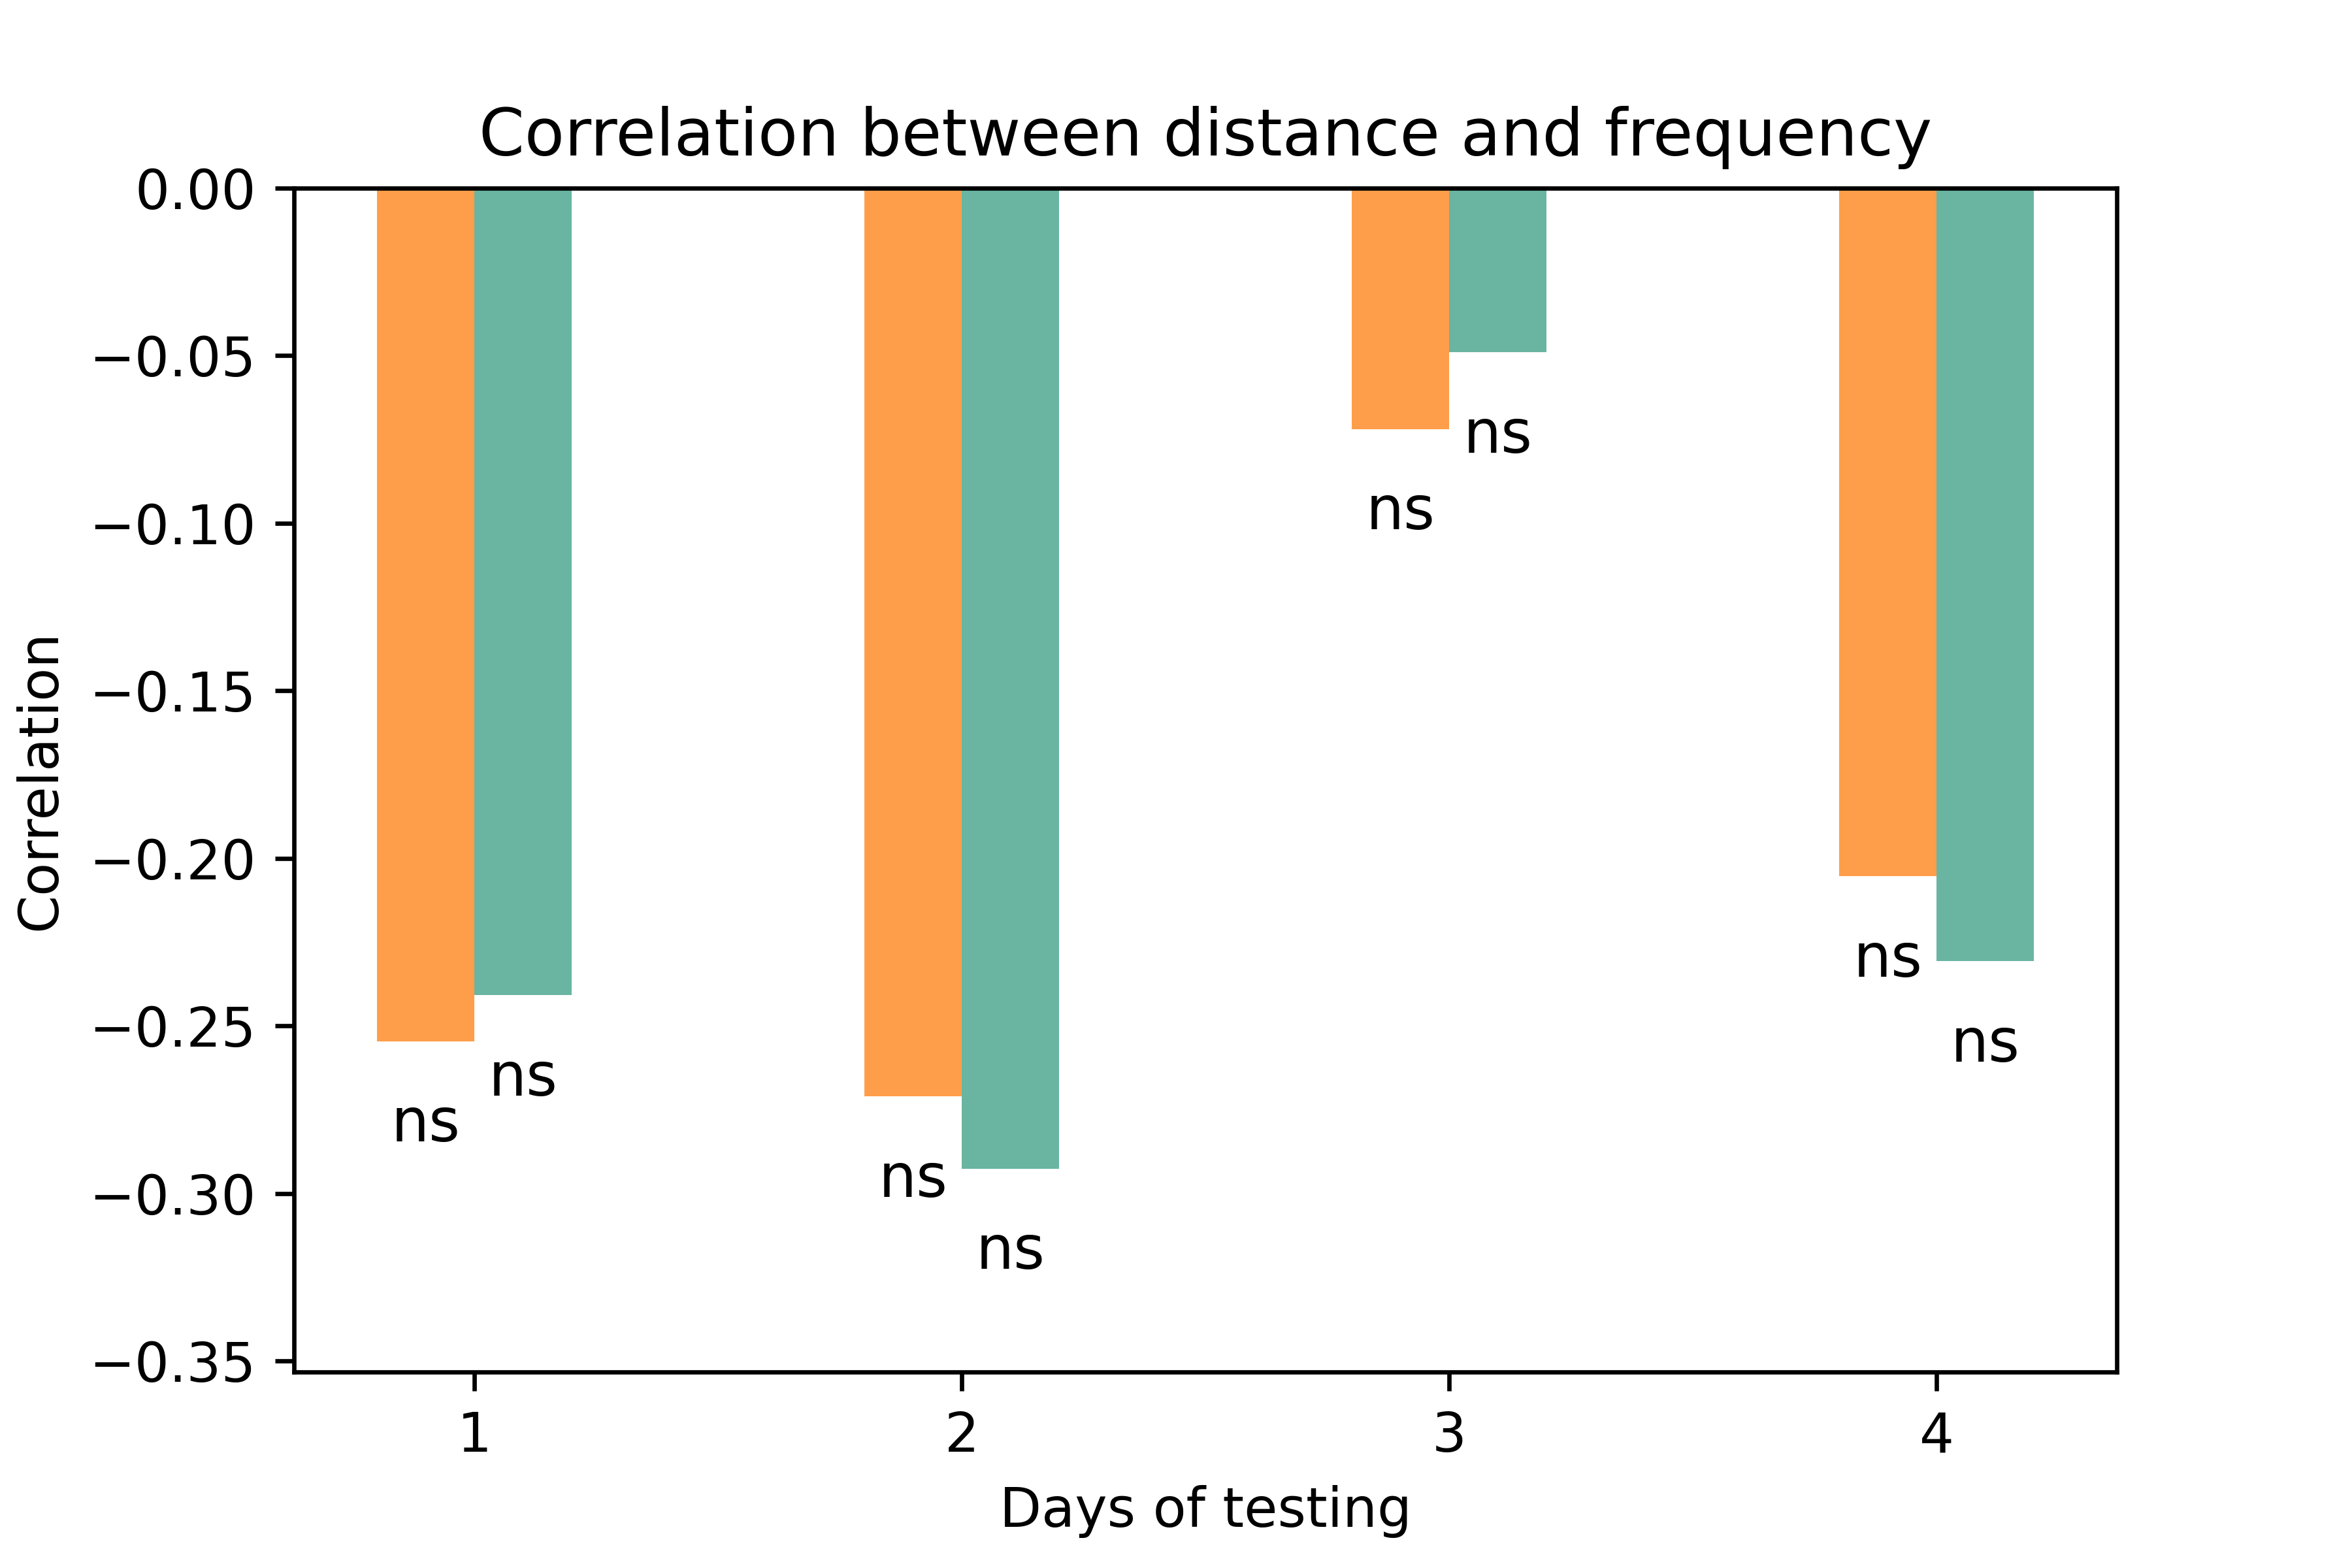 Correlation between distance and frequency
0.00
−0.05
−0.10
−0.15
−0.20
−0.25
−0.30
−0.35
Correlation
ns
ns
ns
ns
ns
ns
ns
ns
1 2 3 4
Days of testing